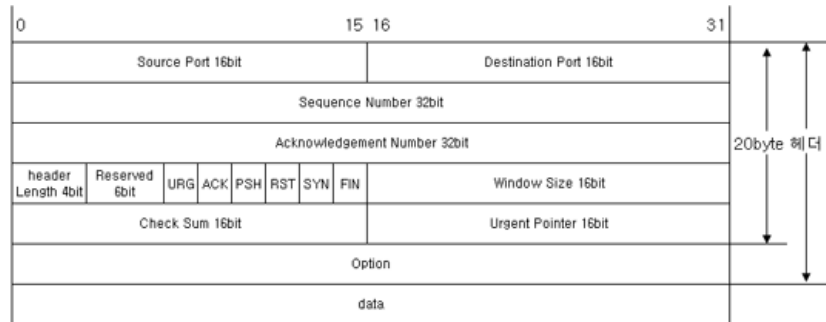 0 15 16 31
Source Port 16bit Destination Port 16bit
Sequence Number 32bit
Acknowledgement Number 32bit
20byte 헤더
header Length 4bit Reserved 6bit URG ACK PSH RST SYN FIN Window Size 16bit
Check Sum 16bit Urgent Pointer 16bit
Option
data